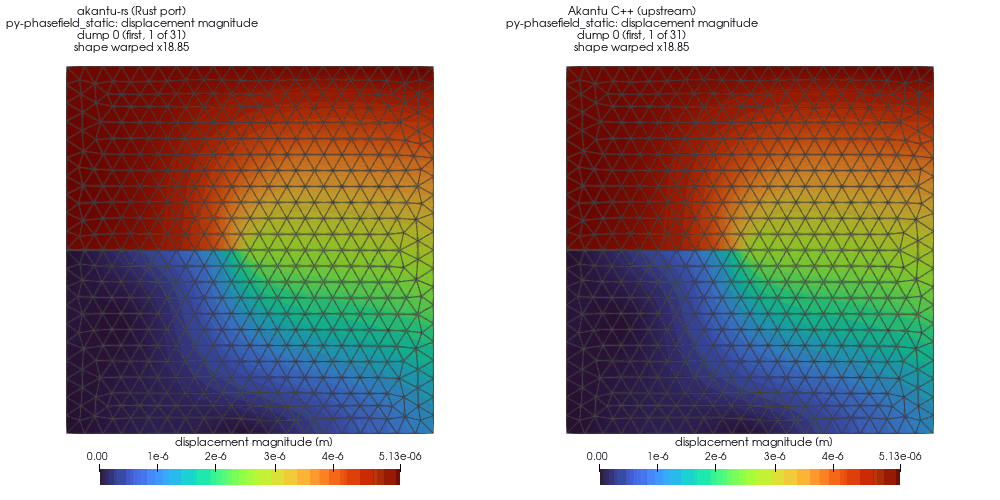 akantu-rs (Rust port)
py-phasefield_static: displacement magnitude
dump 0 (first, 1 of 31)
shape warped x18.85
displacement magnitude (m)
0.00 1e-6 2e-6 3e-6 4e-6 5.13e-06
Akantu C++ (upstream)
py-phasefield_static: displacement magnitude
dump 0 (first, 1 of 31)
shape warped x18.85
displacement magnitude (m)
0.00 1e-6 2e-6 3e-6 4e-6 5.13e-06